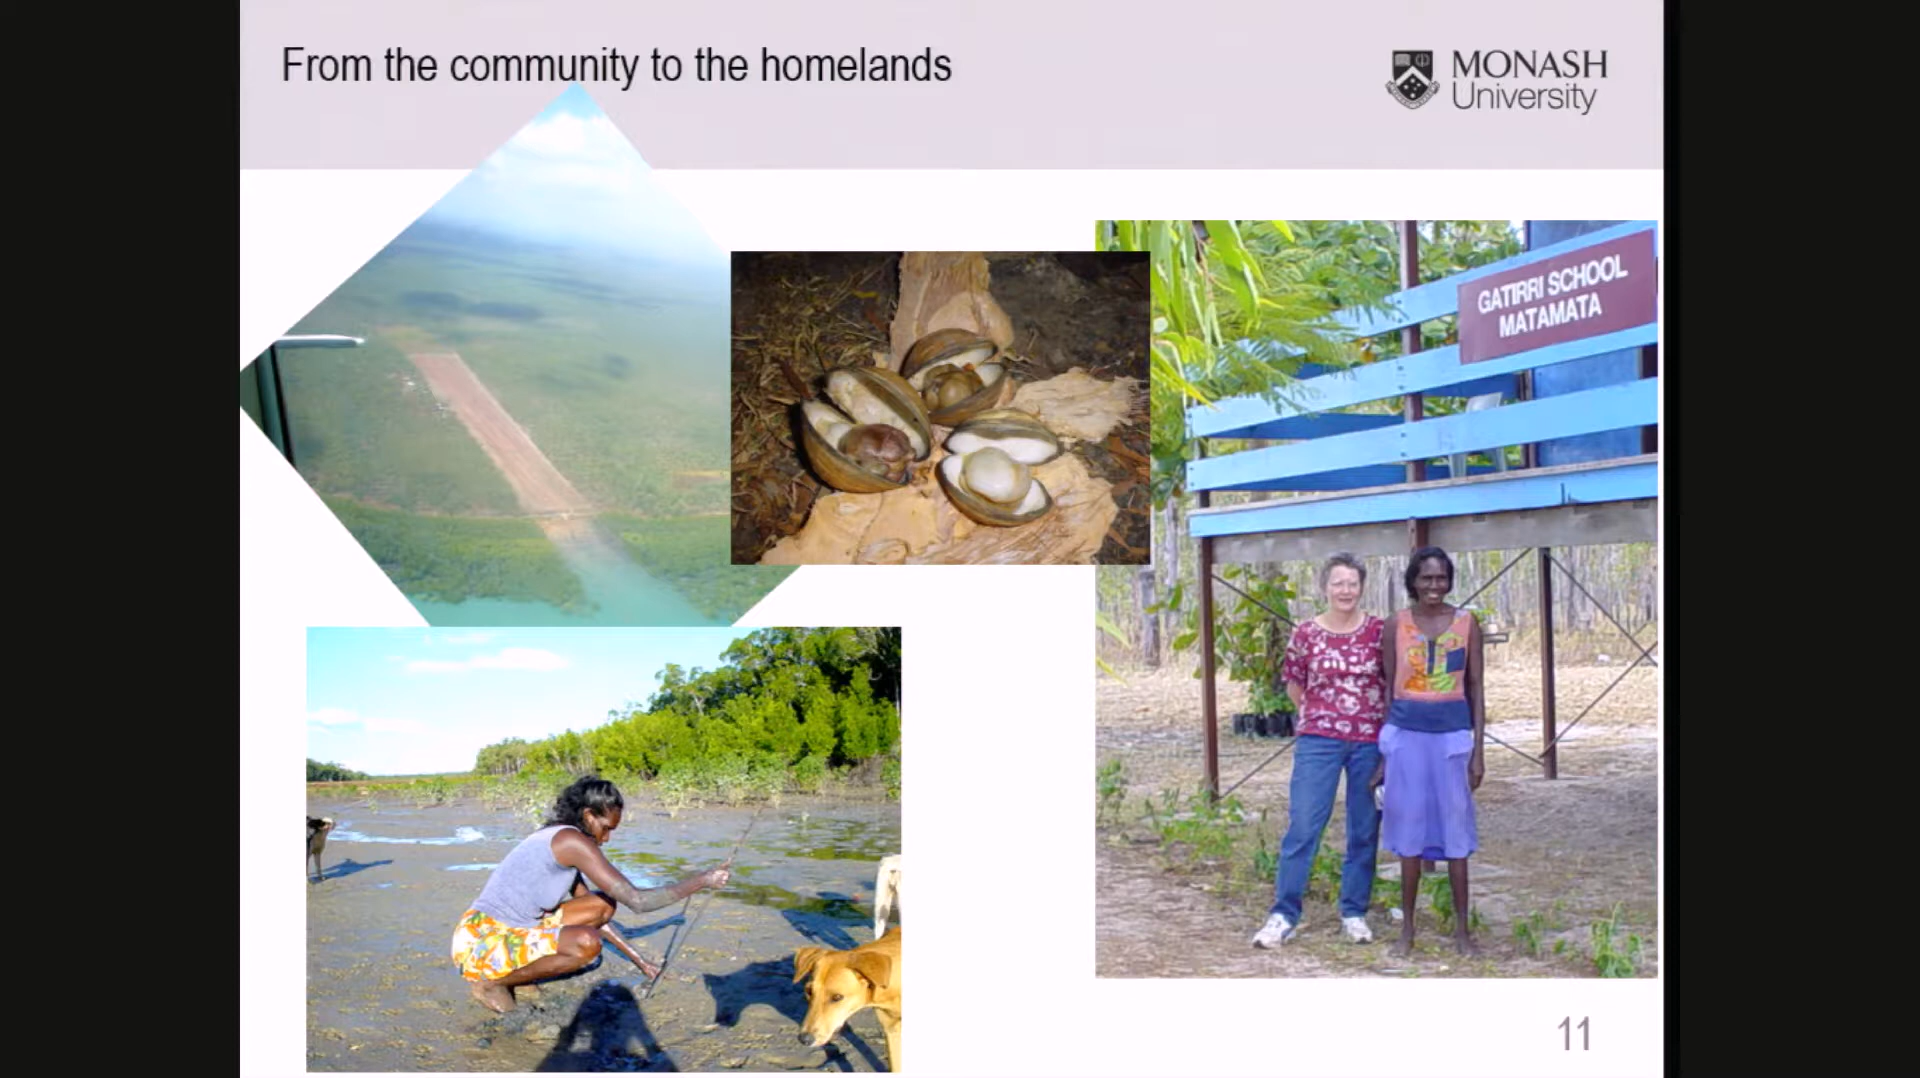 From the community to the homelands
MONASH
University
GATIRRI SCHOOL
MATAMATA
11